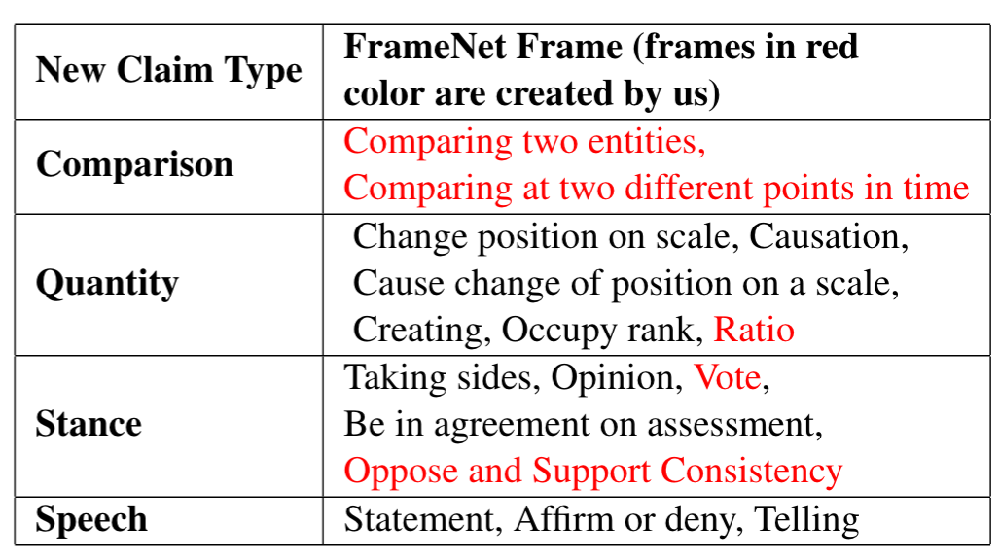 New Claim Type
FrameNet Frame (frames in red
color are created by us)
Comparison
Comparing two entities,
Comparing at two different points in time
Quantity
Change position on scale, Causation,
Cause change of position on a scale,
Creating, Occupy rank, Ratio
Stance
Taking sides, Opinion, Vote,
Be in agreement on assessment,
Oppose and Support Consistency
Speech
Statement, Affirm or deny, Telling